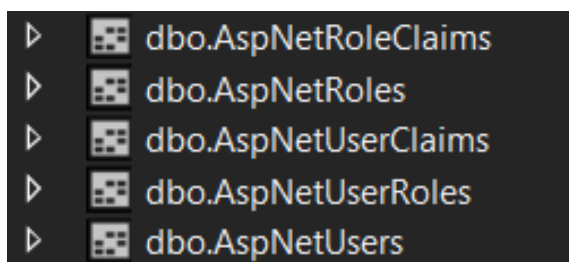 dbo.AspNetRoleClaims
dbo.AspNetRoles
dbo.AspNetUserClaims
dbo.AspNetUserRoles
dbo.AspNetUsers